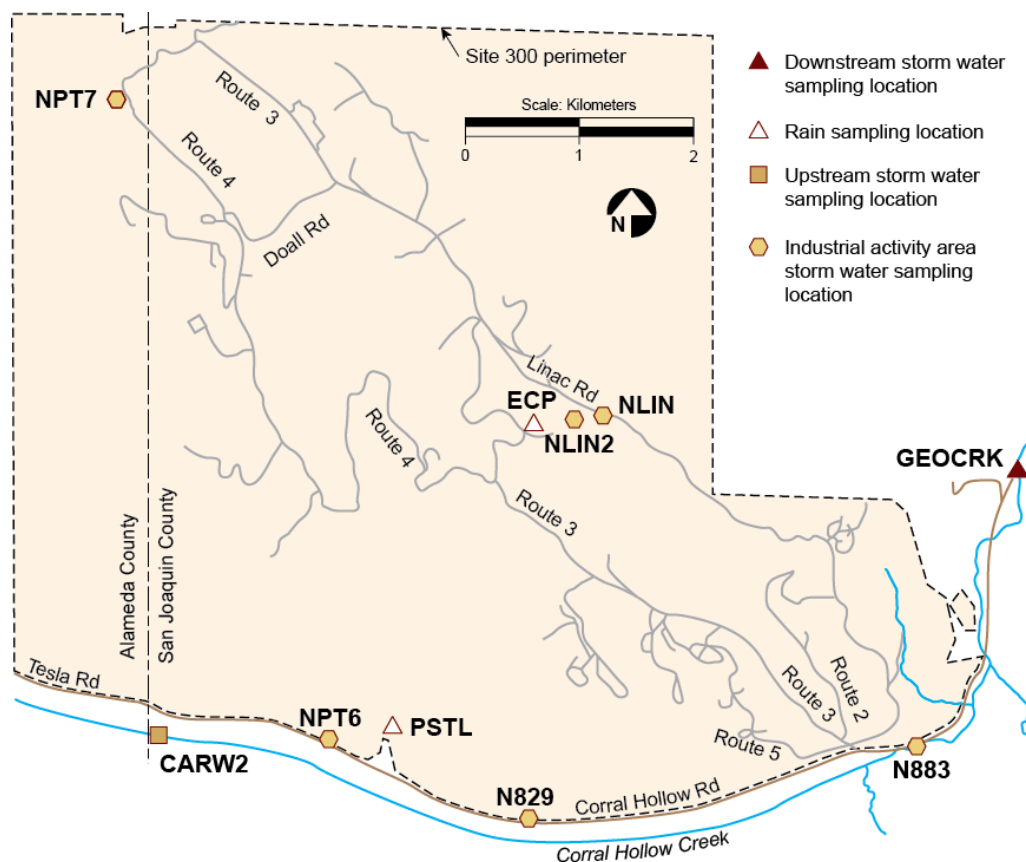 Site 300 perimeter
Downstream storm water
sampling location
NPT7
Route 3
Scale: Kilometers
0
1
2
Rain sampling location
Route 4
Upstream storm water
sampling location
N
Doall Rd
Industrial activity area
storm water sampling
location
Linac Rd
ECP
NLIN
NLIN2
Route 4
GEOCRK
Route 3
Alameda County
San Joaquin County
Tesla Rd
NPT6
PSTL
Route 3
Route 2
Route 5
CARW2
N883
N829
Corral Hollow Rd
Corral Hollow Creek